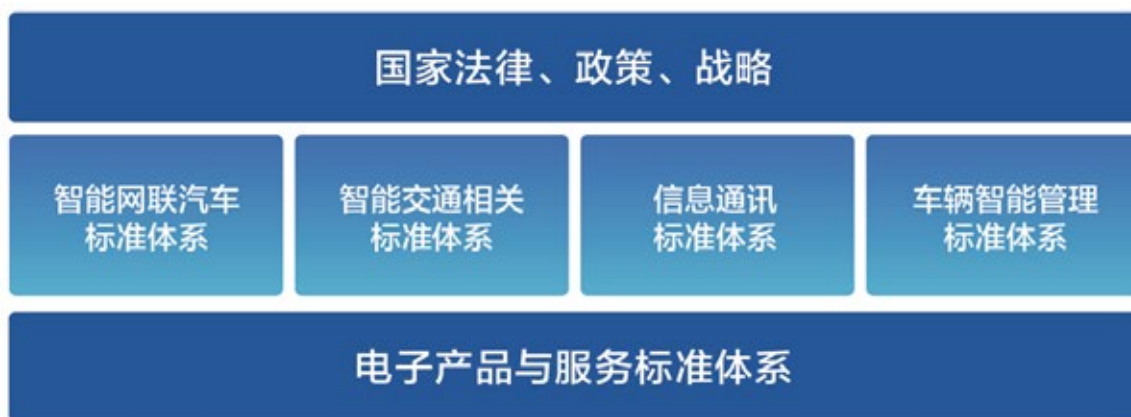 国家法律、政策、战略
智能网联汽车
标准体系
智能交通相关
标准体系
信息通讯
标准体系
车辆智能管理
标准体系
电子产品与服务标准体系